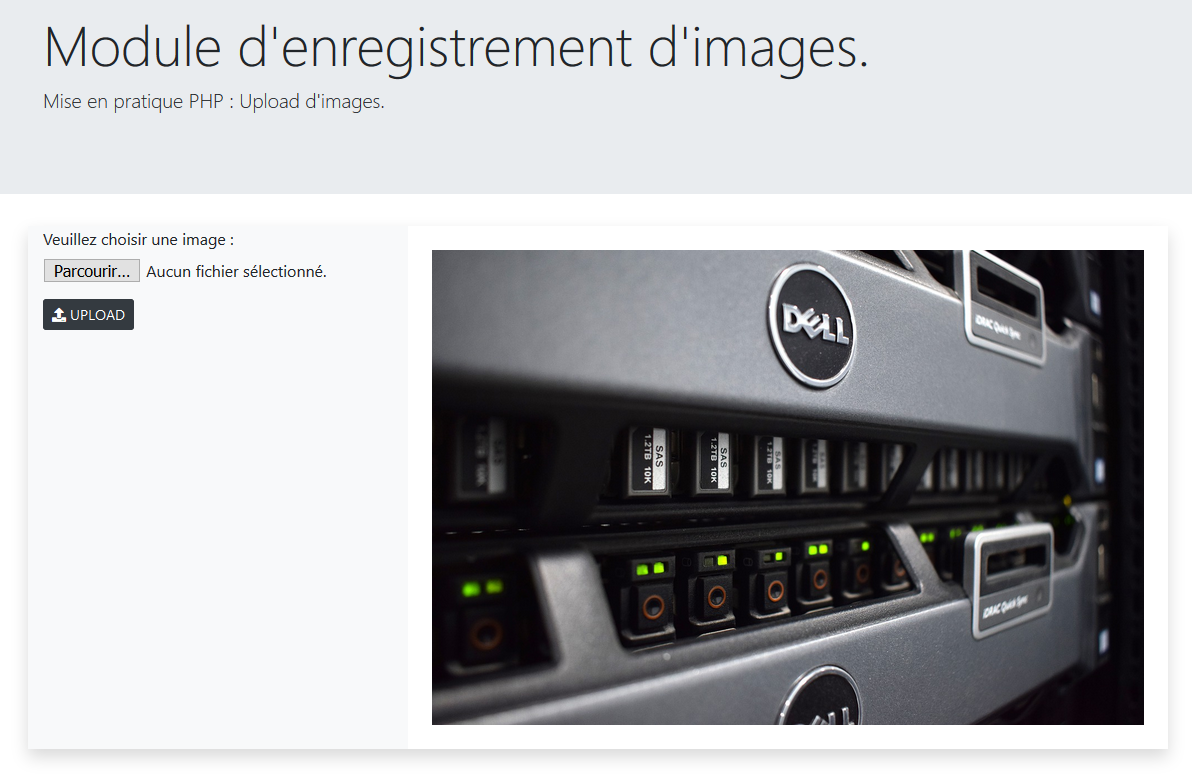 Module d'enregistrement d'images.
Mise en pratique PHP : Upload d'images.
Veuillez choisir une image :
Parcourir... Aucun fichier sélectionné.
UPLOAD
DELL
iDRAC Quick Sync
SAS
1.2TB 10K
SAS
1.2TB 10K
SAS
1.2TB 10K
iDRAC Quick Sync
DELL